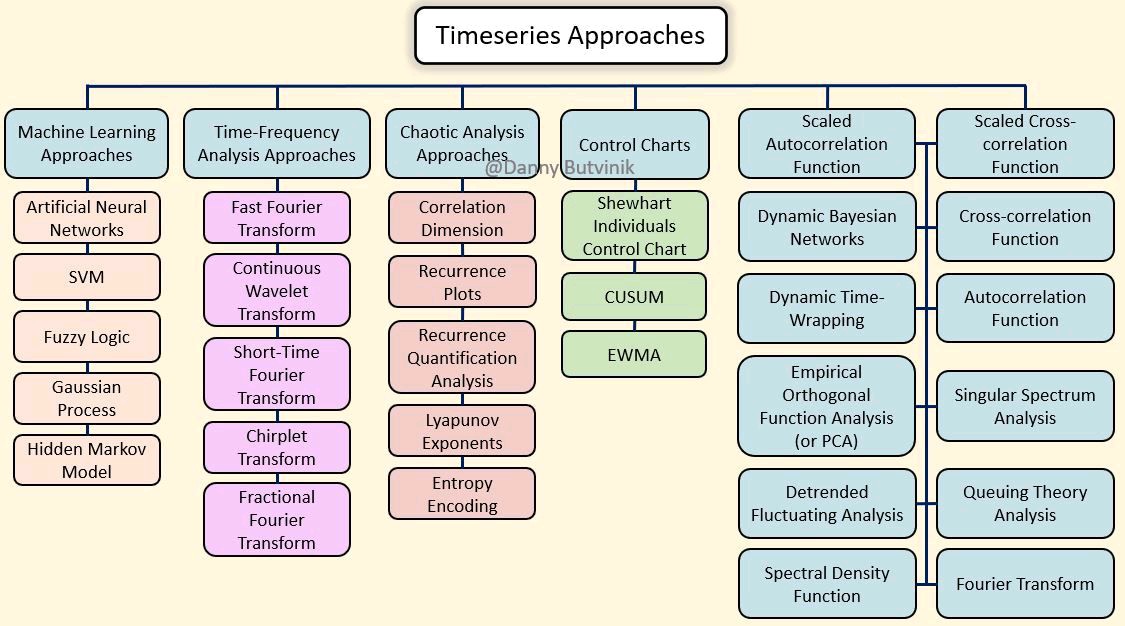 Timeseries Approaches
Machine Learning
Approaches
Artificial Neural
Networks
SVM
Fuzzy Logic
Gaussian
Process
Hidden Markov
Model
Time-Frequency
Analysis Approaches
Fast Fourier
Transform
Continuous
Wavelet
Transform
Short-Time
Fourier
Transform
Chirplet
Transform
Fractional
Fourier
Transform
Chaotic Analysis
Approaches
@Danny Butvinik
Correlation
Dimension
Recurrence
Plots
Recurrence
Quantification
Analysis
Lyapunov
Exponents
Entropy
Encoding
Control Charts
Shewhart
Individuals
Control Chart
CUSUM
EWMA
Scaled
Autocorrelation
Function
Dynamic Bayesian
Networks
Dynamic Time-
Wrapping
Empirical
Orthogonal
Function Analysis
(or PCA)
Detrended
Fluctuating Analysis
Spectral Density
Function
Scaled Cross-
correlation
Function
Cross-correlation
Function
Autocorrelation
Function
Singular Spectrum
Analysis
Queuing Theory
Analysis
Fourier Transform